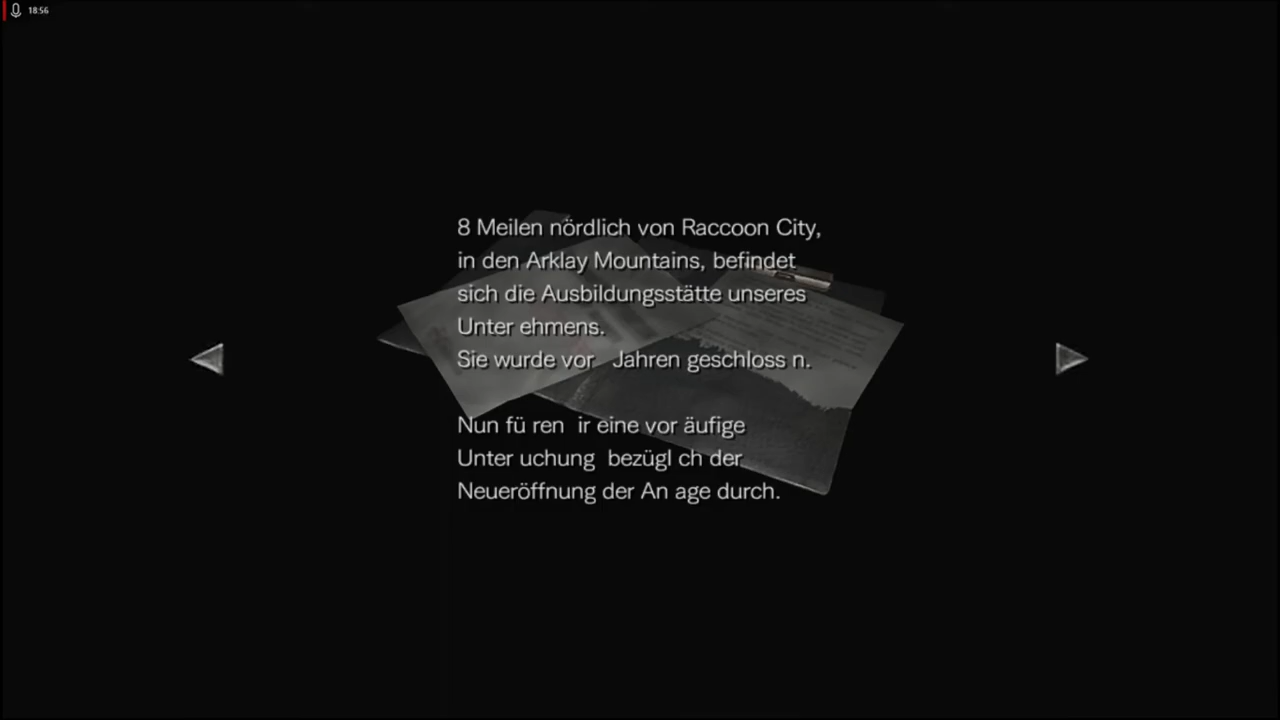 18:56
8 Meilen nördlich von Raccoon City,
in den Arklay Mountains, befindet
sich die Ausbildungsstätte unseres
Unter ehmens.
Sie wurde vor   Jahren geschloss n.
Nun fü ren  ir eine vor äufige
Unter uchung  bezügl ch der
Neueröffnung der An age durch.